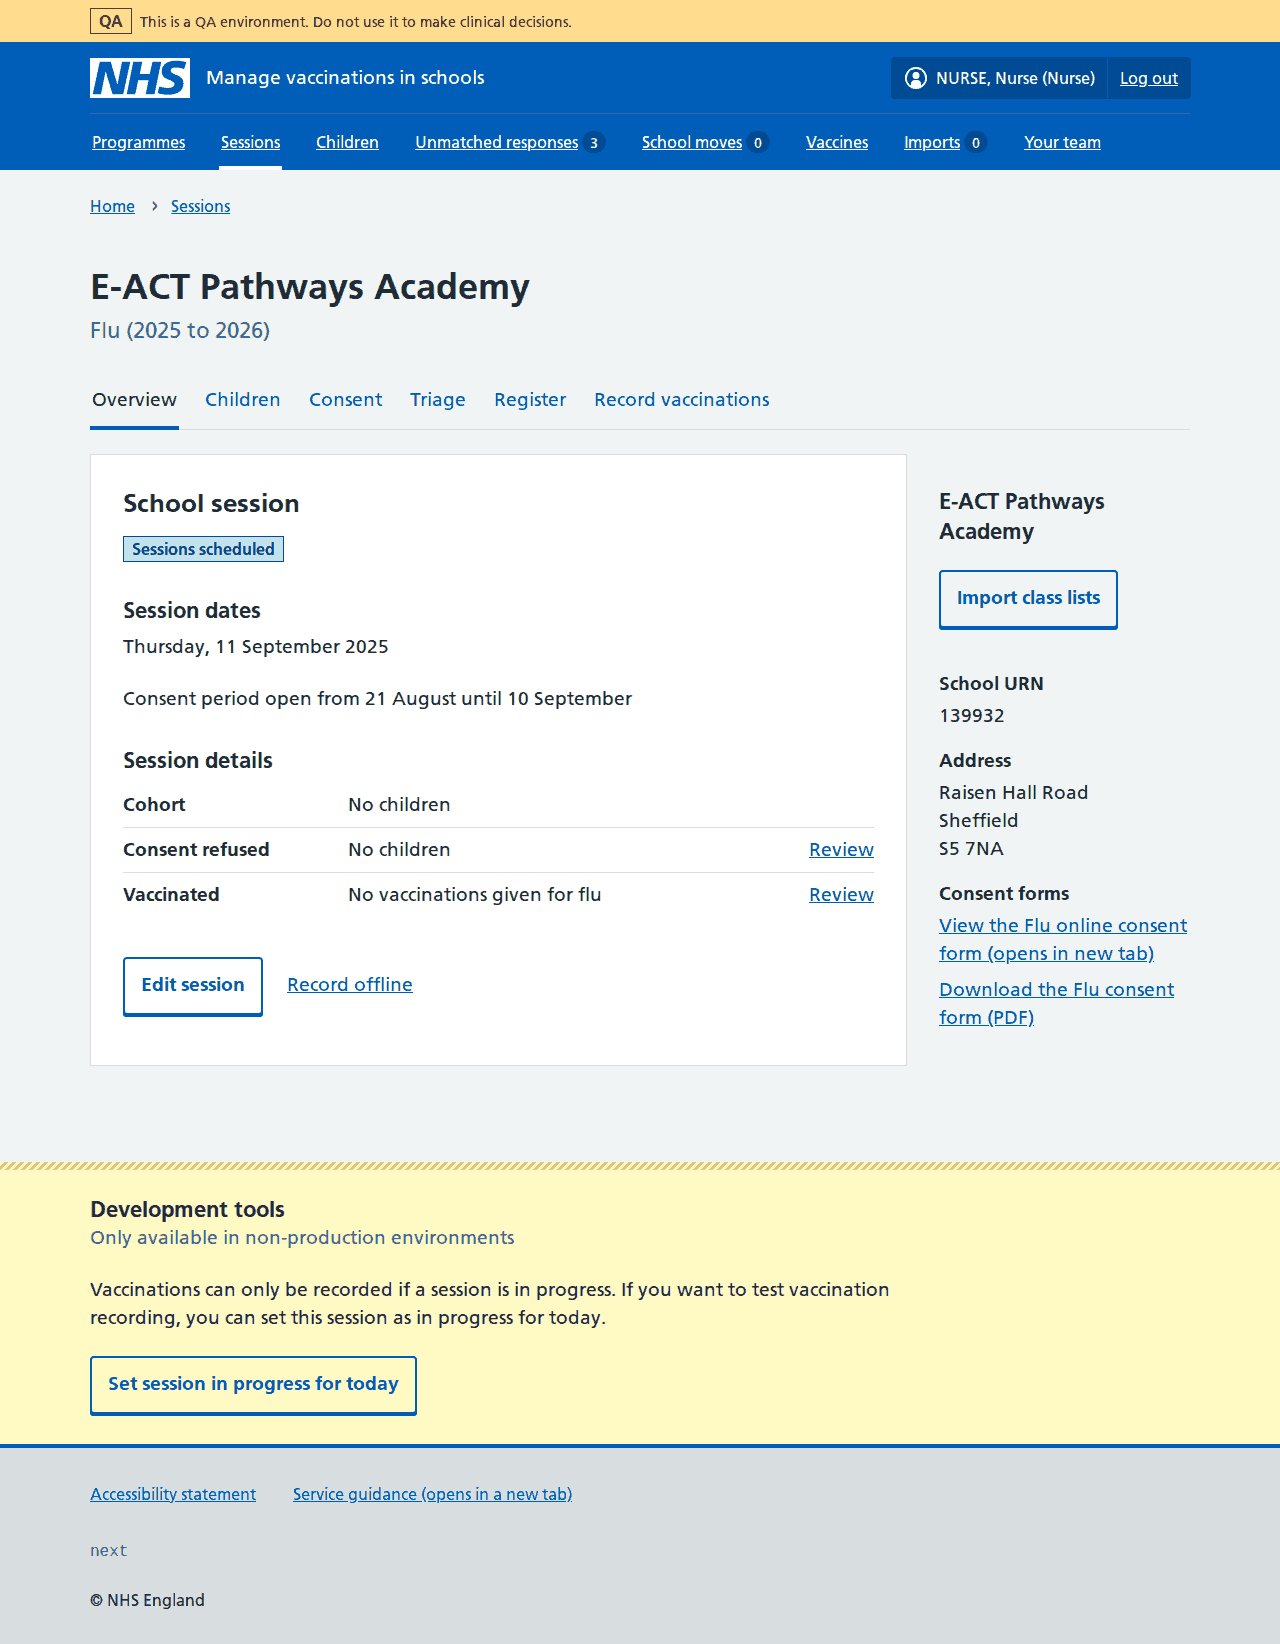 QA This is a QA environment. Do not use it to make clinical decisions.
NHS Manage vaccinations in schools NURSE, Nurse (Nurse) Log out
Programmes Sessions Children Unmatched responses 3 School moves 0 Vaccines Imports 0 Your team
Home › Sessions
E-ACT Pathways Academy
Flu (2025 to 2026)
Overview Children Consent Triage Register Record vaccinations
School session
Sessions scheduled
Session dates
Thursday, 11 September 2025
Consent period open from 21 August until 10 September
Session details
Cohort No children
Consent refused No children Review
Vaccinated No vaccinations given for flu Review
Edit session Record offline
E-ACT Pathways
Academy
Import class lists
School URN
139932
Address
Raisen Hall Road
Sheffield
S5 7NA
Consent forms
View the Flu online consent
form (opens in new tab)
Download the Flu consent
form (PDF)
Development tools
Only available in non-production environments
Vaccinations can only be recorded if a session is in progress. If you want to test vaccination
recording, you can set this session as in progress for today.
Set session in progress for today
Accessibility statement Service guidance (opens in a new tab)
next
© NHS England